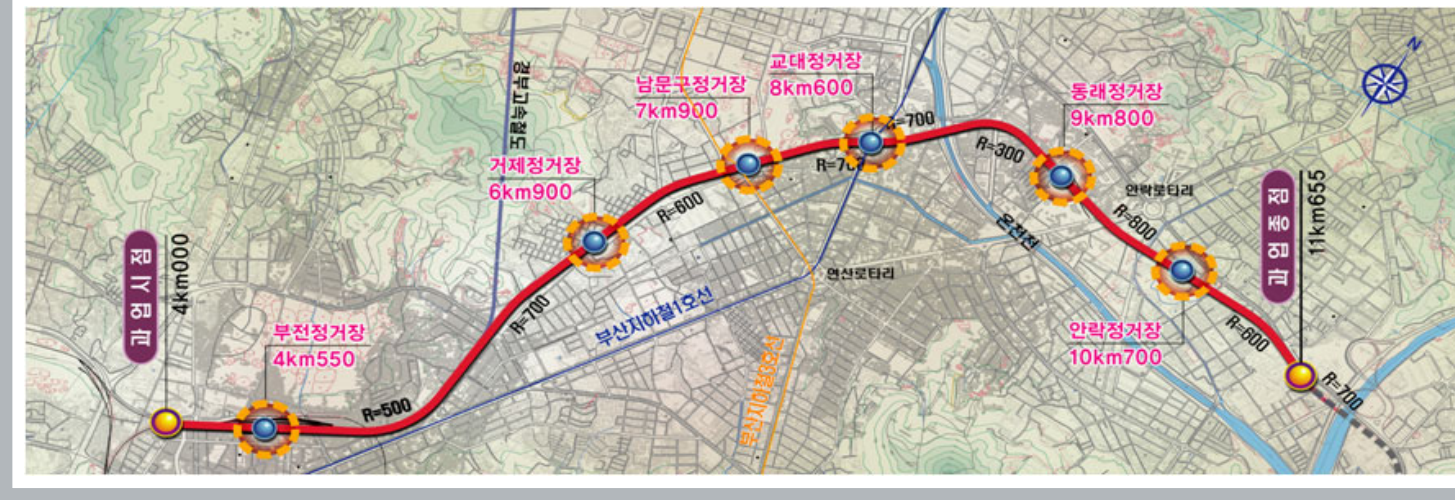 과업시점
4km000
부전정거장
4km550
R=500
경부고속철도
거제정거장
6km900
R=700
R=600
남문구정거장
7km900
부산지하철1호선
부산지하철3호선
R=700
교대정거장
8km600
R=700
연산로타리
R=300
온천천
동래정거장
9km800
안락로타리
R=800
안락정거장
10km700
R=600
과업종점
11km655
R=700
N